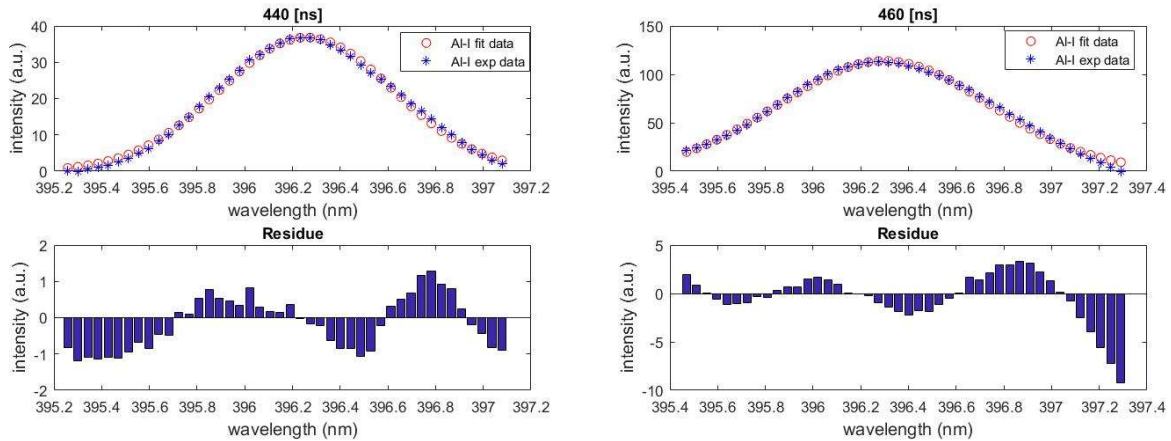 440 [ns]
40
30
20
10
0
intensity (a.u.)
Al-I fit data
Al-I exp data
395.2 395.4 395.6 395.8 396 396.2 396.4 396.6 396.8 397 397.2
wavelength (nm)
460 [ns]
150
100
50
0
intensity (a.u.)
Al-I fit data
Al-I exp data
395.4 395.6 395.8 396 396.2 396.4 396.6 396.8 397 397.2 397.4
wavelength (nm)
Residue
2
1
0
-1
-2
intensity (a.u.)
395.2 395.4 395.6 395.8 396 396.2 396.4 396.6 396.8 397 397.2
wavelength (nm)
Residue
5
0
-5
-10
intensity (a.u.)
395.4 395.6 395.8 396 396.2 396.4 396.6 396.8 397 397.2 397.4
wavelength (nm)